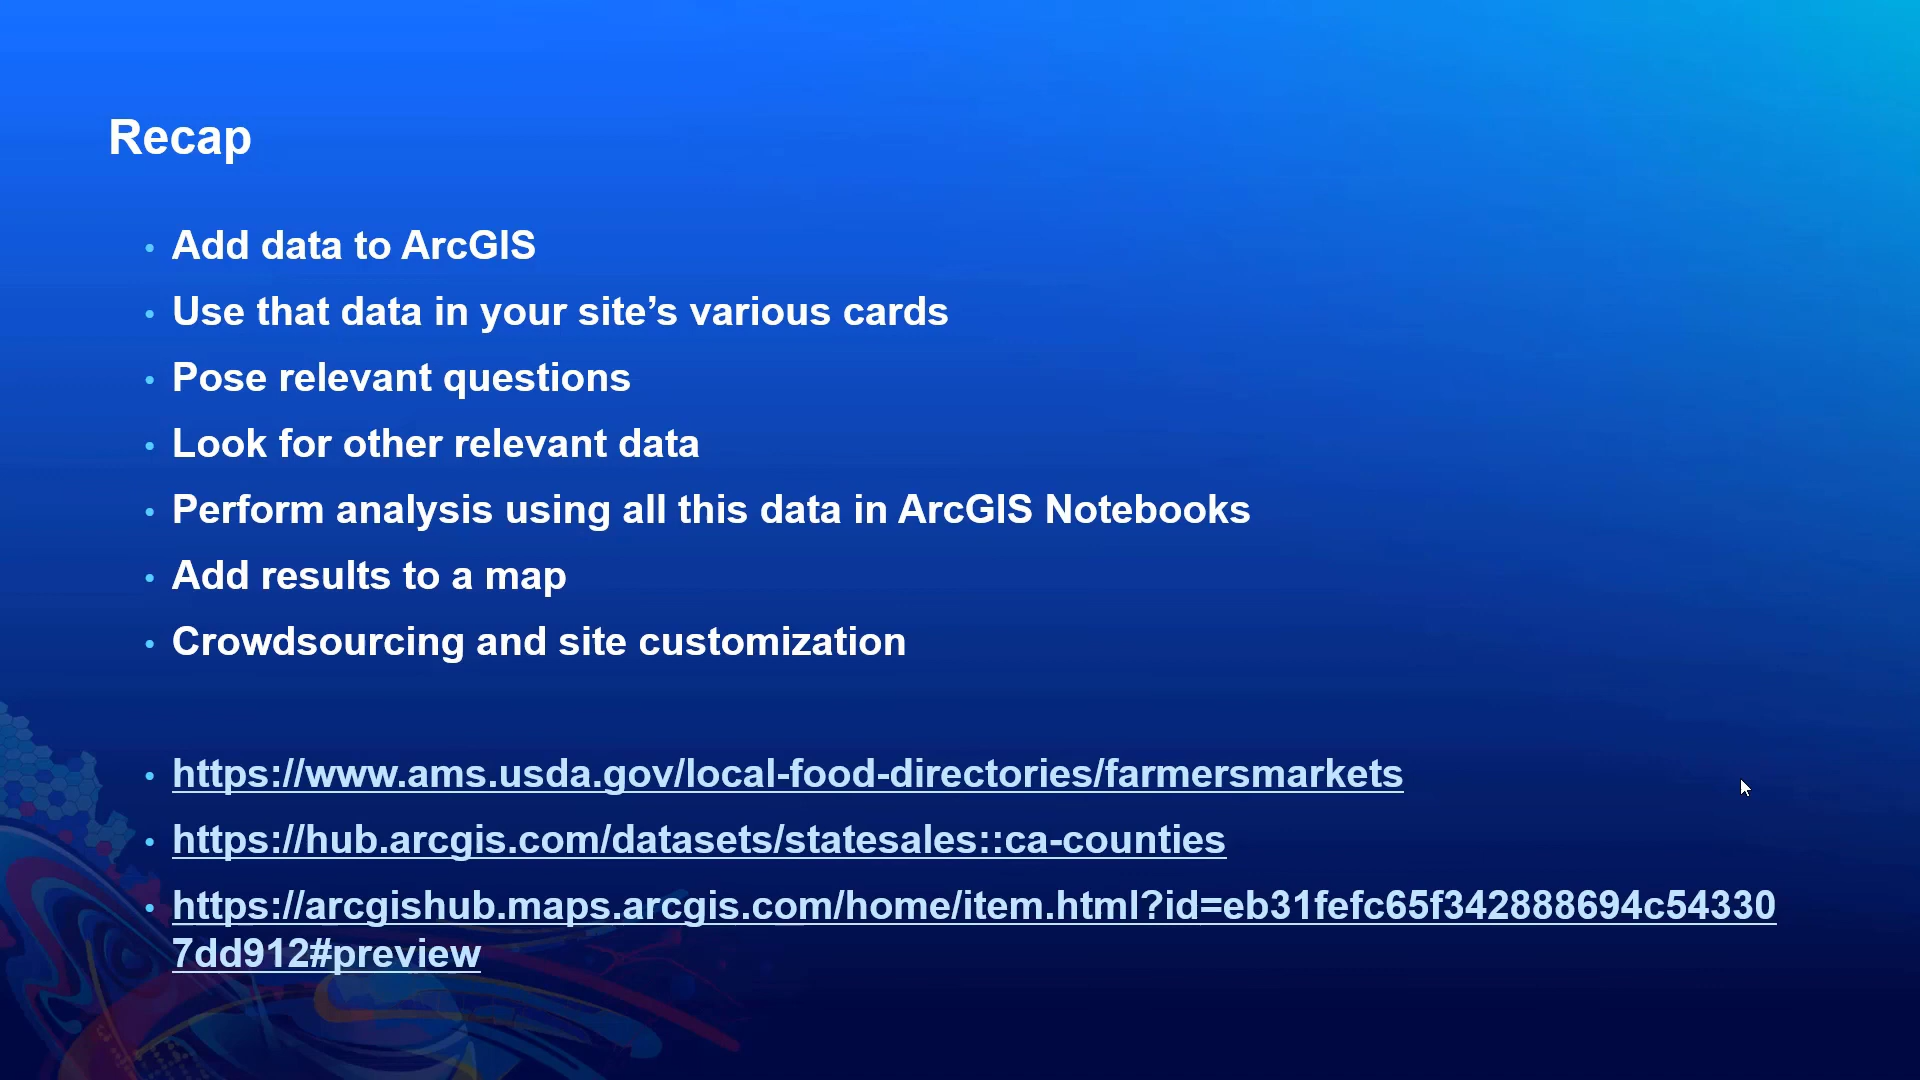 Recap
• Add data to ArcGIS
• Use that data in your site’s various cards
• Pose relevant questions
• Look for other relevant data
• Perform analysis using all this data in ArcGIS Notebooks
• Add results to a map
• Crowdsourcing and site customization
• https://www.ams.usda.gov/local-food-directories/farmersmarkets
• https://hub.arcgis.com/datasets/statesales::ca-counties
• https://arcgishub.maps.arcgis.com/home/item.html?id=eb31fefc65f342888694c54330
7dd912#preview